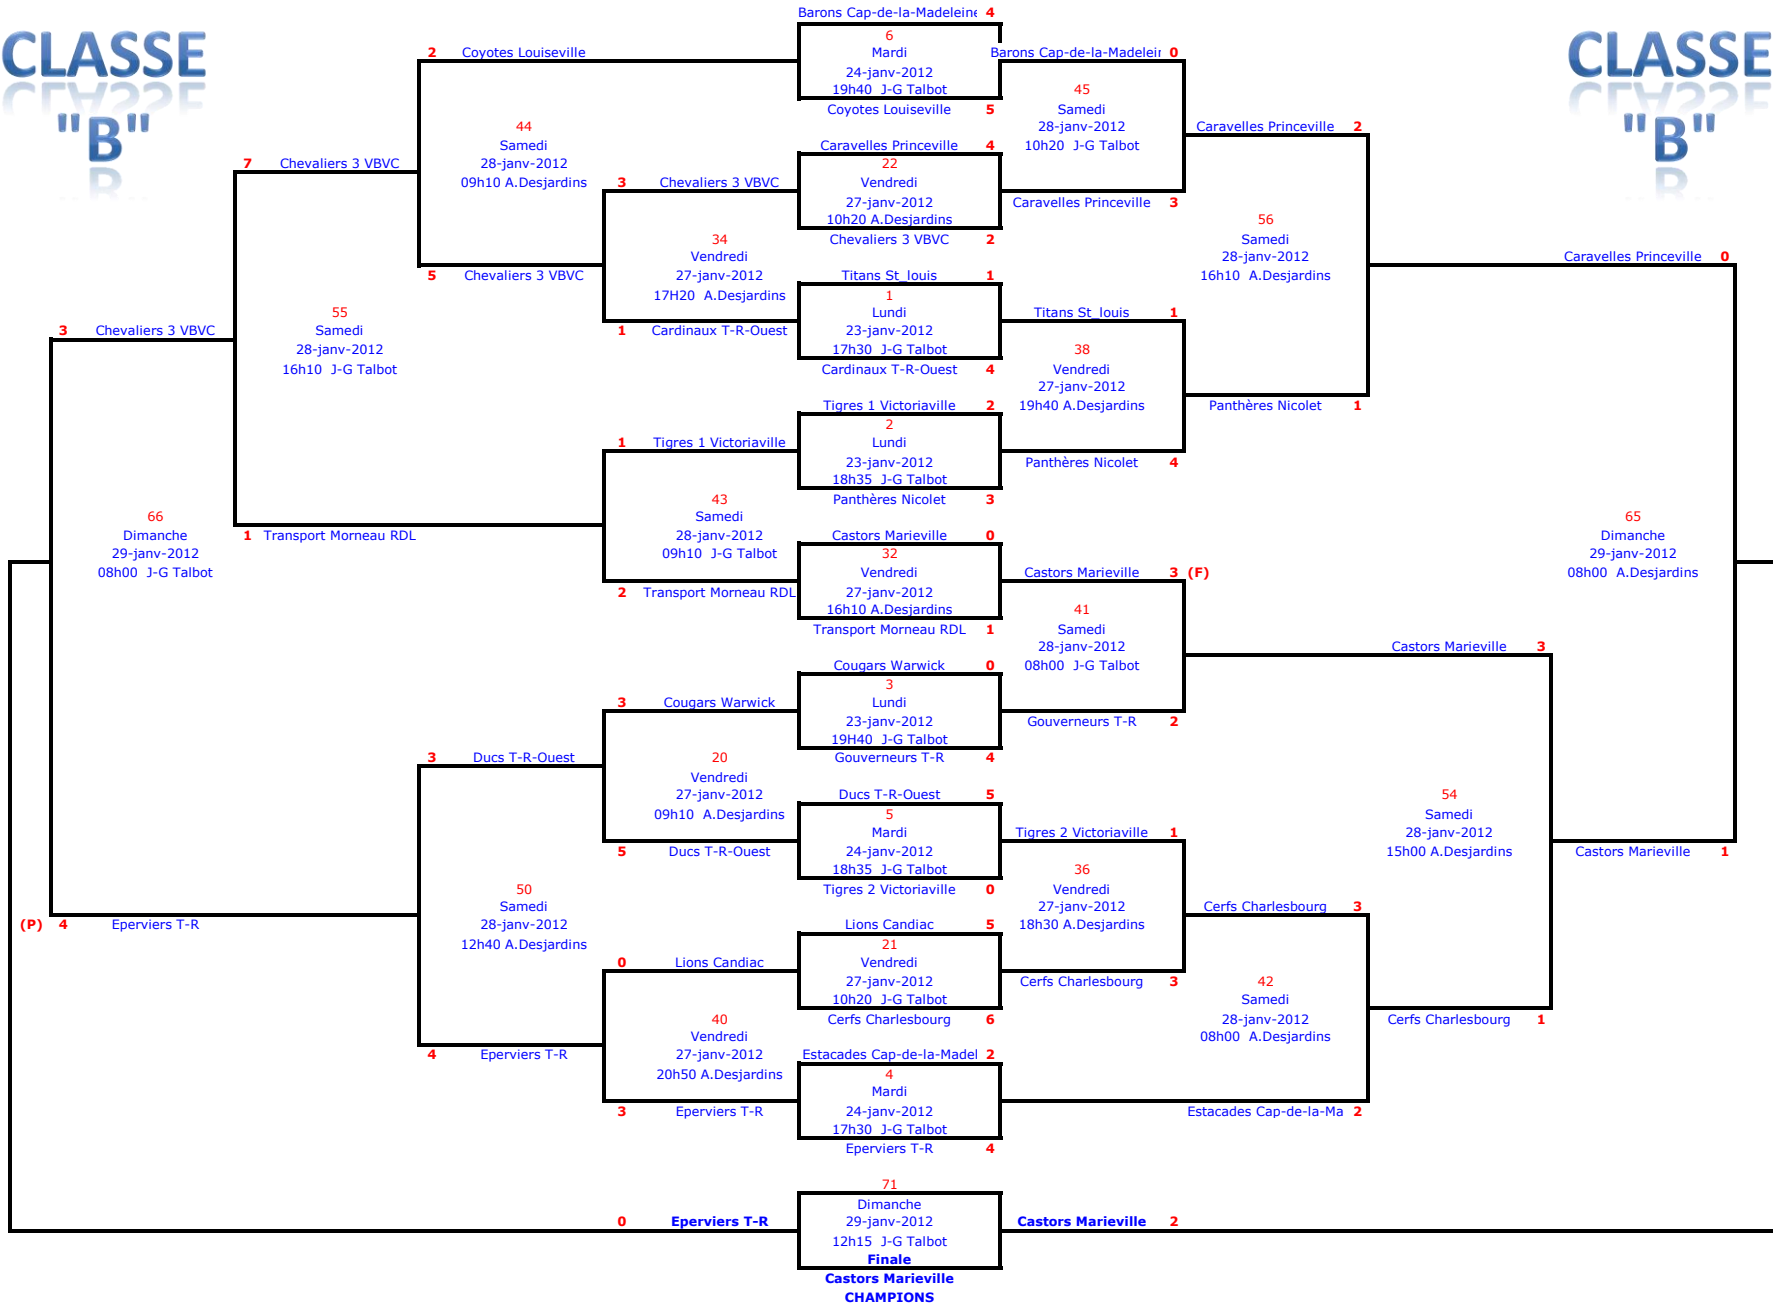 CLASSE
"B"
CLASSE
"B"
Barons Cap-de-la-Madeleine 4
6
Mardi
24-janv-2012
19h40 J-G Talbot
Coyotes Louiseville 5
Caravelles Princeville 4
22
Vendredi
27-janv-2012
10h20 A.Desjardins
Chevaliers 3 VBVC 2
Titans St_louis 1
1
Lundi
23-janv-2012
17h30 J-G Talbot
Cardinaux T-R-Ouest 4
Tigres 1 Victoriaville 2
2
Lundi
23-janv-2012
18h35 J-G Talbot
Panthères Nicolet 3
Castors Marieville 0
32
Vendredi
27-janv-2012
16h10 A.Desjardins
Transport Morneau RDL 1
Cougars Warwick 0
3
Lundi
23-janv-2012
19H40 J-G Talbot
Gouverneurs T-R 4
Ducs T-R-Ouest 5
5
Mardi
24-janv-2012
18h35 J-G Talbot
Tigres 2 Victoriaville 0
Lions Candiac 5
21
Vendredi
27-janv-2012
10h20 J-G Talbot
Cerfs Charlesbourg 6
Estacades Cap-de-la-Madel 2
4
Mardi
24-janv-2012
17h30 J-G Talbot
Eperviers T-R 4
2 Coyotes Louiseville
44
Samedi
28-janv-2012
09h10 A.Desjardins
5 Chevaliers 3 VBVC
3 Chevaliers 3 VBVC
34
Vendredi
27-janv-2012
17H20 A.Desjardins
1 Cardinaux T-R-Ouest
7 Chevaliers 3 VBVC
55
Samedi
28-janv-2012
16h10 J-G Talbot
1 Transport Morneau RDL
1 Tigres 1 Victoriaville
43
Samedi
28-janv-2012
09h10 J-G Talbot
2 Transport Morneau RDL
3 Chevaliers 3 VBVC
66
Dimanche
29-janv-2012
08h00 J-G Talbot
(P) 4 Eperviers T-R
3 Cougars Warwick
20
Vendredi
27-janv-2012
09h10 A.Desjardins
5 Ducs T-R-Ouest
3 Ducs T-R-Ouest
50
Samedi
28-janv-2012
12h40 A.Desjardins
4 Eperviers T-R
0 Lions Candiac
40
Vendredi
27-janv-2012
20h50 A.Desjardins
3 Eperviers T-R
Barons Cap-de-la-Madelei 0
45
Samedi
28-janv-2012
10h20 J-G Talbot
Caravelles Princeville 3
Titans St_louis 1
38
Vendredi
27-janv-2012
19h40 A.Desjardins
Panthères Nicolet 4
Caravelles Princeville 2
56
Samedi
28-janv-2012
16h10 A.Desjardins
Panthères Nicolet 1
Castors Marieville 3 (F)
41
Samedi
28-janv-2012
08h00 J-G Talbot
Gouverneurs T-R 2
Tigres 2 Victoriaville 1
36
Vendredi
27-janv-2012
18h30 A.Desjardins
Cerfs Charlesbourg 3
Cerfs Charlesbourg 3
42
Samedi
28-janv-2012
08h00 A.Desjardins
Estacades Cap-de-la-Ma 2
Castors Marieville 3
54
Samedi
28-janv-2012
15h00 A.Desjardins
Cerfs Charlesbourg 1
Caravelles Princeville 0
65
Dimanche
29-janv-2012
08h00 A.Desjardins
Castors Marieville 1
71
Dimanche
0 Eperviers T-R 29-janv-2012 Castors Marieville 2
12h15 J-G Talbot
Finale
Castors Marieville
CHAMPIONS